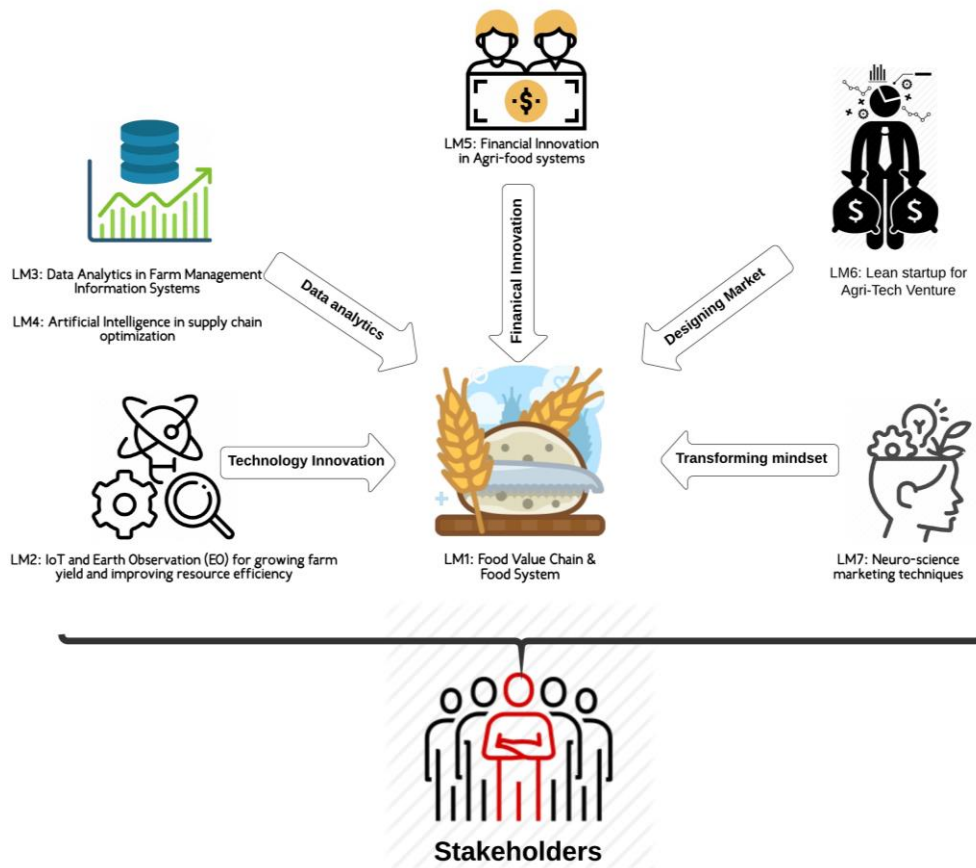 LM5: Financial Innovation
in Agri-food systems
LM3: Data Analytics in Farm Management
Information Systems
LM4: Artificial Intelligence in supply chain
optimization
LM6: Lean startup for
Agri-Tech Venture
Data analytics
Finanical Innovation
Designing Market
Technology Innovation
Transforming mindset
LM2: IoT and Earth Observation (EO) for growing farm
yield and improving resource efficiency
LM1: Food Value Chain &
Food System
LM7: Neuro-science
marketing techniques
Stakeholders